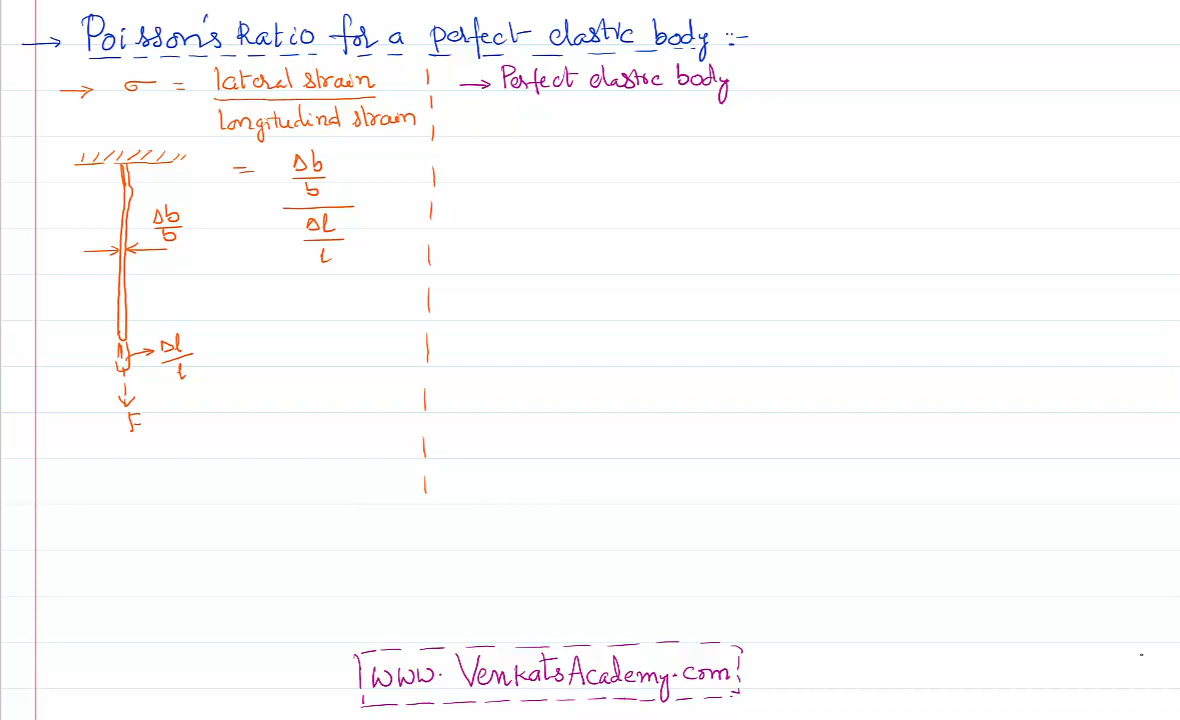 → Poisson's Ratio for a perfect elastic body :-
→ σ = lateral strain / longitudinal strain
= Δb/b / Δl/l
Δb/b
Δl/l
F
→ Perfect elastic body
www.VenkatsAcademy.com